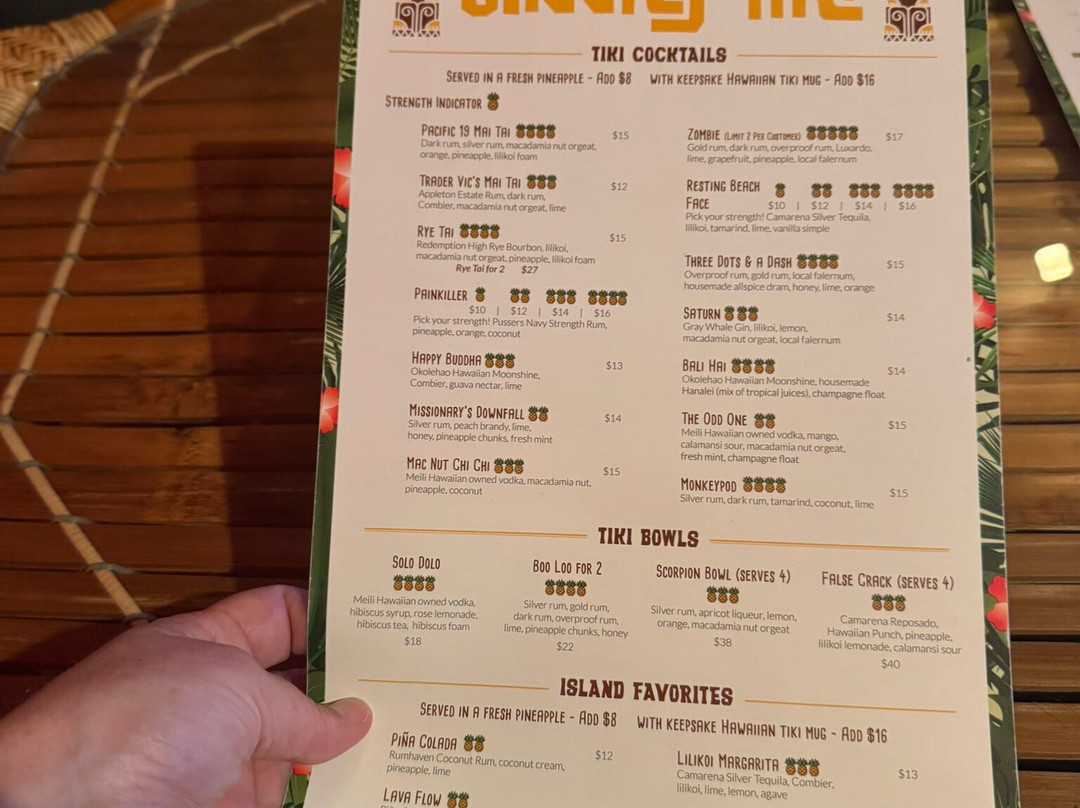 TIKI COCKTAILS
SERVED IN A FRESH PINEAPPLE - ADD $8 WITH KEEPSAKE HAWAIIAN TIKI MUG - ADD $16
STRENGTH INDICATOR
PACIFIC 19 MAI TAI $15
Dark rum, silver rum, macadamia nut orgeat,
orange, pineapple, lilikoi foam
TRADER VIC'S MAI TAI $12
Appleton Estate Rum, dark rum,
Combier, macadamia nut orgeat, lime
RYE TAI $15
Redemption High Rye Bourbon, lilikoi,
macadamia nut orgeat, pineapple, lilikoi foam
Rye Tai for 2 $27
PAINKILLER
$10 | $12 | $14 | $16
Pick your strength! Pussers Navy Strength Rum,
pineapple, orange, coconut
HAPPY BUDDHA $13
Okolehao Hawaiian Moonshine,
Combier, guava nectar, lime
MISSIONARY'S DOWNFALL $14
Silver rum, peach brandy, lime,
honey, pineapple chunks, fresh mint
MAC NUT CHI CHI $15
Meili Hawaiian owned vodka, macadamia nut,
pineapple, coconut
ZOMBIE (LIMIT 2 PER CUSTOMER) $17
Gold rum, dark rum, overproof rum, Luxardo,
lime, grapefruit, pineapple, local falernum
RESTING BEACH
FACE $10 | $12 | $14 | $16
Pick your strength! Camarena Silver Tequila,
lilikoi, tamarind, lime, vanilla simple
THREE DOTS & A DASH $15
Overproof rum, gold rum, local falernum,
housemade allspice dram, honey, lime, orange
SATURN $14
Gray Whale Gin, lilikoi, lemon,
macadamia nut orgeat, local falernum
BALI HAI $14
Okolehao Hawaiian Moonshine, housemade
Hanalei (mix of tropical juices), champagne float
THE ODD ONE $15
Meili Hawaiian owned vodka, mango,
calamansi sour, macadamia nut orgeat,
fresh mint, champagne float
MONKEYPOD $15
Silver rum, dark rum, tamarind, coconut, lime
TIKI BOWLS
SOLO DOLO
Meili Hawaiian owned vodka,
hibiscus syrup, rose lemonade,
hibiscus tea, hibiscus foam
$18
BOO LOO FOR 2
Silver rum, gold rum,
dark rum, overproof rum,
lime, pineapple chunks, honey
$22
SCORPION BOWL (SERVES 4)
Silver rum, apricot liqueur, lemon,
orange, macadamia nut orgeat
$38
FALSE CRACK (SERVES 4)
Camarena Reposado,
Hawaiian Punch, pineapple,
lilikoi lemonade, calamansi sour
$40
ISLAND FAVORITES
SERVED IN A FRESH PINEAPPLE - ADD $8 WITH KEEPSAKE HAWAIIAN TIKI MUG - ADD $16
PIÑA COLADA $12
Rumhaven Coconut Rum, coconut cream,
pineapple, lime
LAVA FLOW
LILIKOI MARGARITA $13
Camarena Silver Tequila, Combier,
lilikoi, lime, lemon, agave